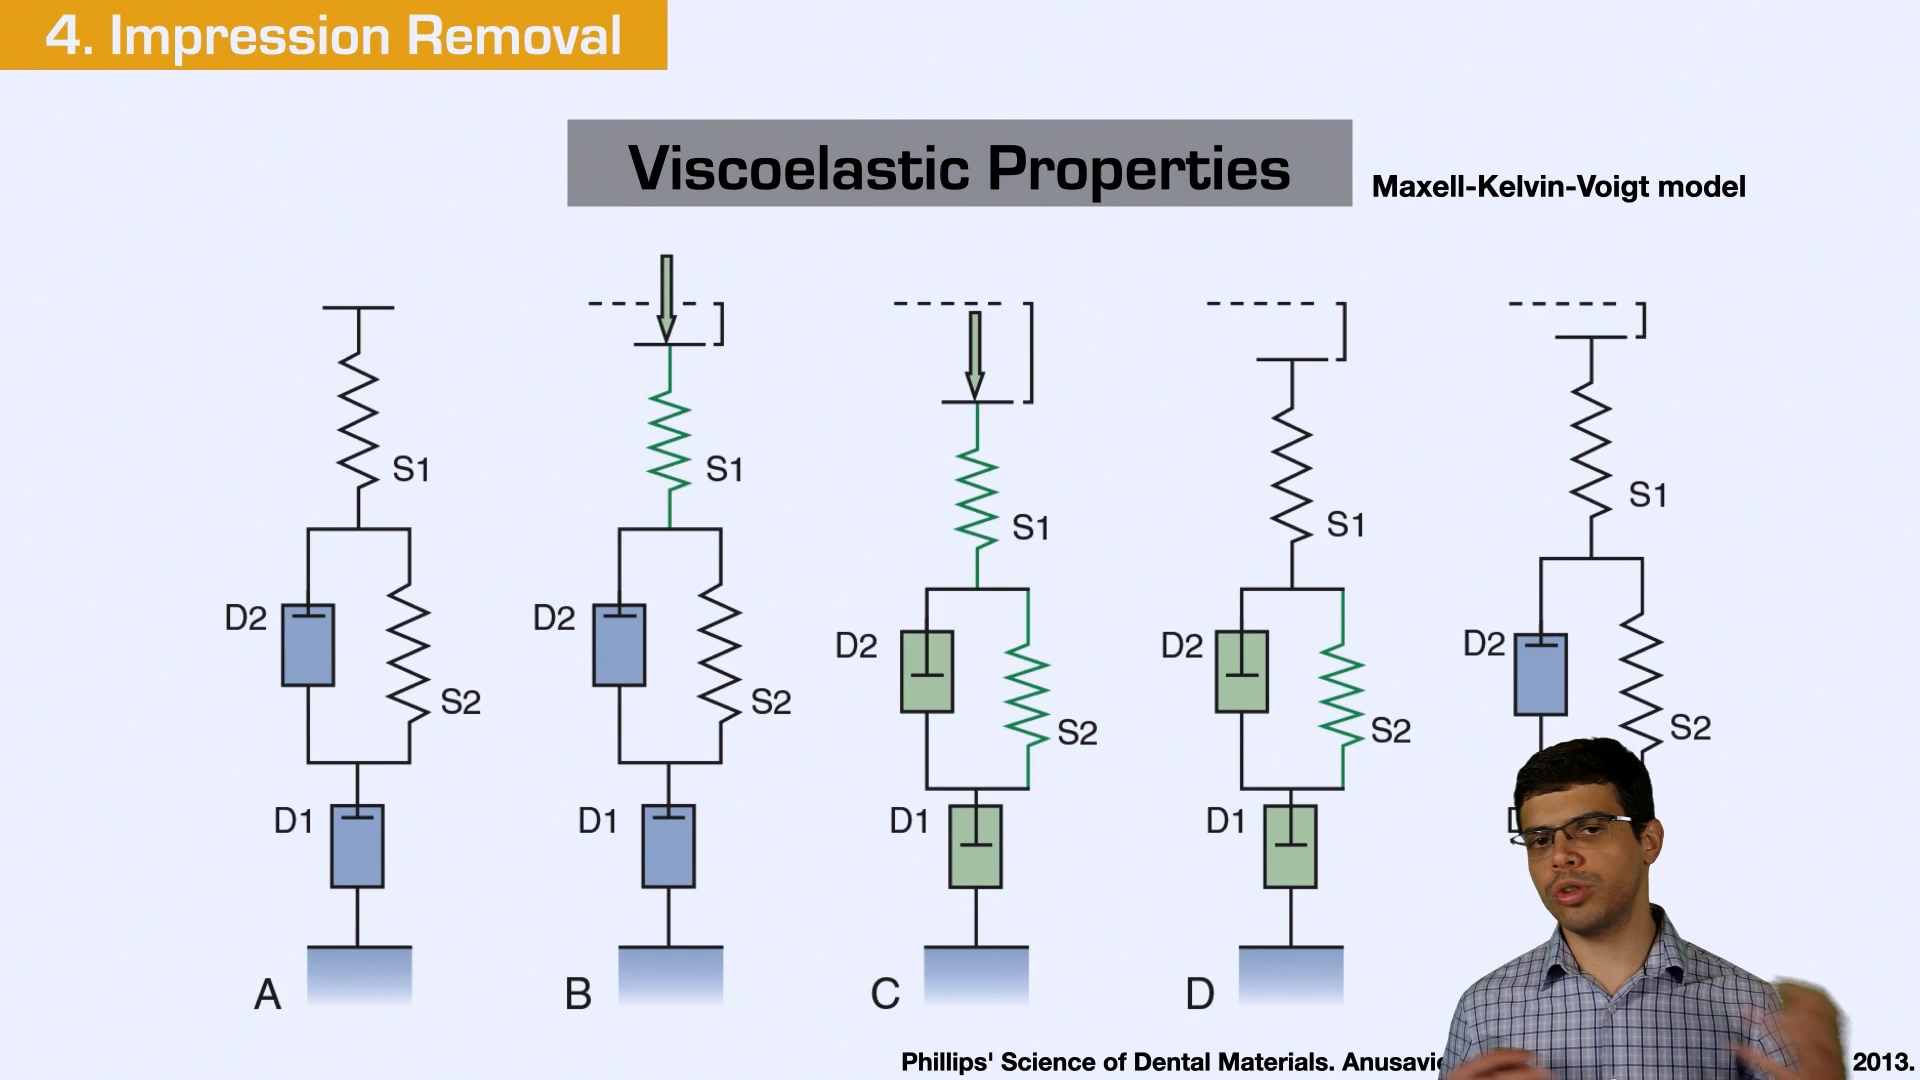 4. Impression Removal
Viscoelastic Properties
Maxell-Kelvin-Voigt model
S1
S1
S1
S1
S1
D2
D2
D2
D2
D2
S2
S2
S2
S2
S2
D1
D1
D1
D1
A
B
C
D
Phillips' Science of Dental Materials. 2013.